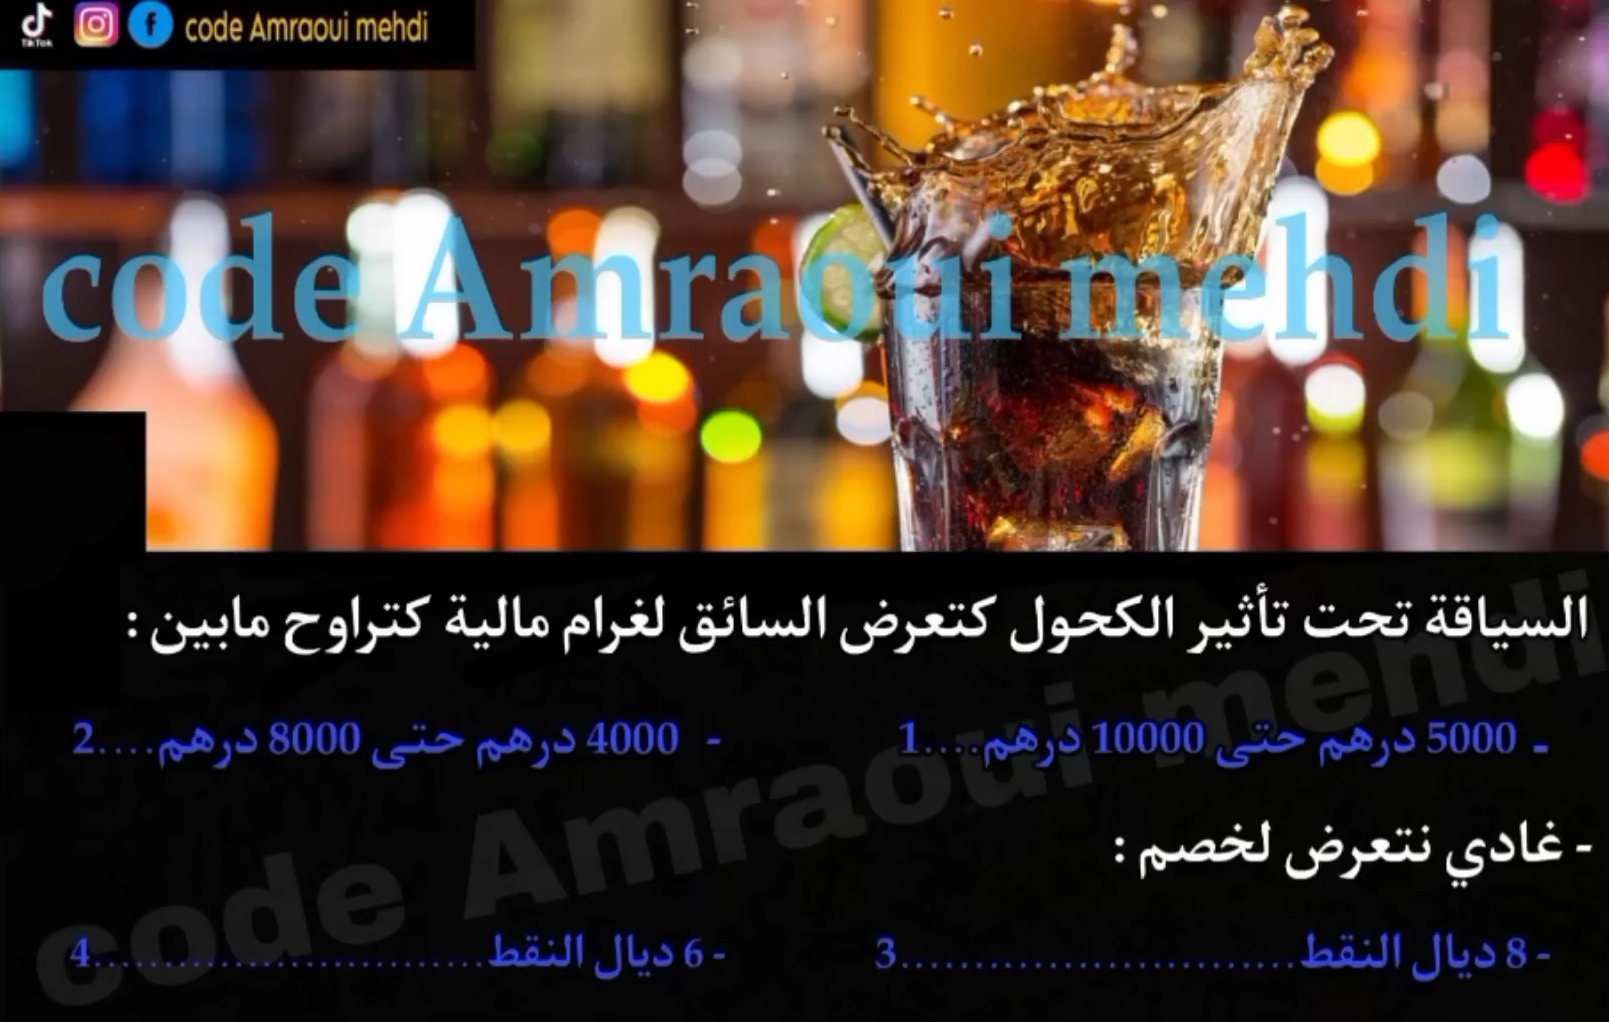 TikTok code Amraoui mehdi
code Amraoui mehdi
السياقة تحت تأثير الكحول كتعرض السائق لغرام مالية كتراوح مابين :
- 5000 درهم حتى 10000 درهم....1
- 4000 درهم حتى 8000 درهم....2
- غادي نتعرض لخصم :
- 8 ديال النقط...........................3
- 6 ديال النقط...........................4
code Amraoui mehdi